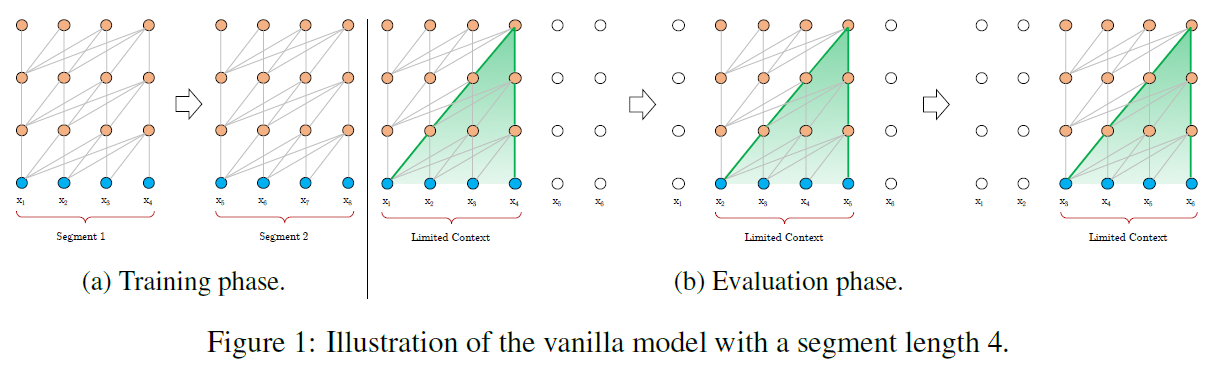 x₁ x₂ x₃ x₄
Segment 1
x₅ x₆ x₇ x₈
Segment 2
(a) Training phase.
x₁ x₂ x₃ x₄ x₅ x₆
Limited Context
x₁ x₂ x₃ x₄ x₅ x₆
Limited Context
x₁ x₂ x₃ x₄ x₅ x₆
Limited Context
(b) Evaluation phase.
Figure 1: Illustration of the vanilla model with a segment length 4.